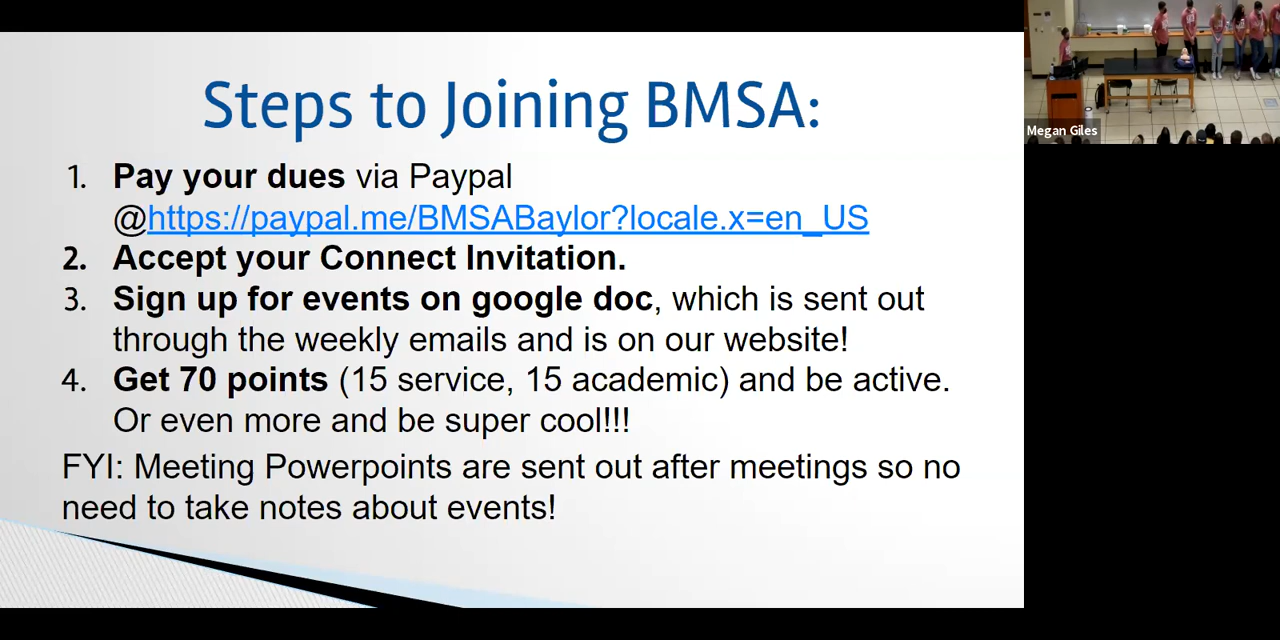 Steps to Joining BMSA:
1. Pay your dues via Paypal
@https://paypal.me/BMSABaylor?locale.x=en_US
2. Accept your Connect Invitation.
3. Sign up for events on google doc, which is sent out
through the weekly emails and is on our website!
4. Get 70 points (15 service, 15 academic) and be active.
Or even more and be super cool!!!
FYI: Meeting Powerpoints are sent out after meetings so no
need to take notes about events!
Megan Giles